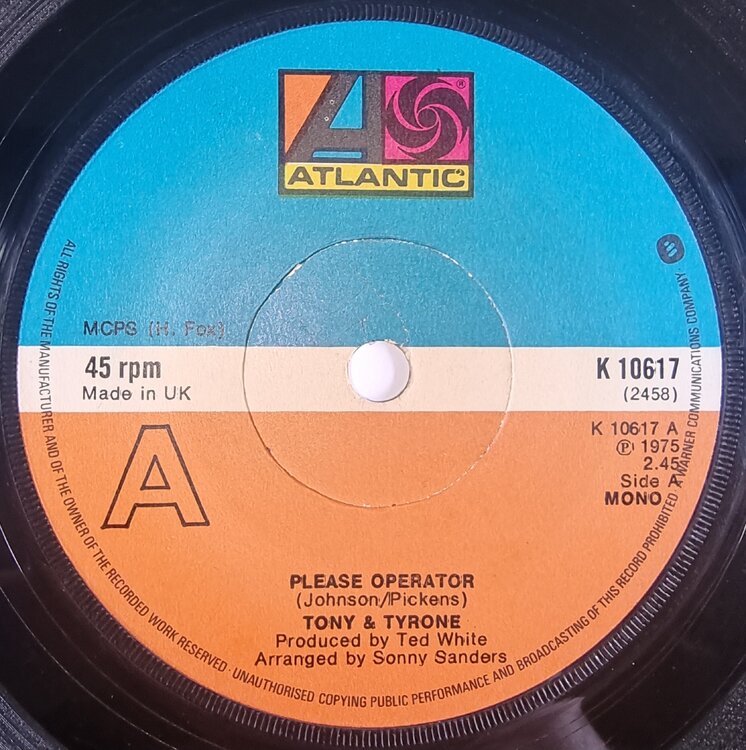 ATLANTIC
®
MCPS (H. Fox)
45 rpm
Made in UK
K 10617
(2458)
K 10617 A
Ⓟ 1975
2.45
Side A
MONO
A
PLEASE OPERATOR
(Johnson/Pickens)
TONY & TYRONE
Produced by Ted White
Arranged by Sonny Sanders
ALL RIGHTS OF THE MANUFACTURER AND OF THE OWNER OF THE RECORDED WORK RESERVED · UNAUTHORISED COPYING PUBLIC PERFORMANCE AND BROADCASTING OF THIS RECORD PROHIBITED · A WARNER COMMUNICATIONS COMPANY